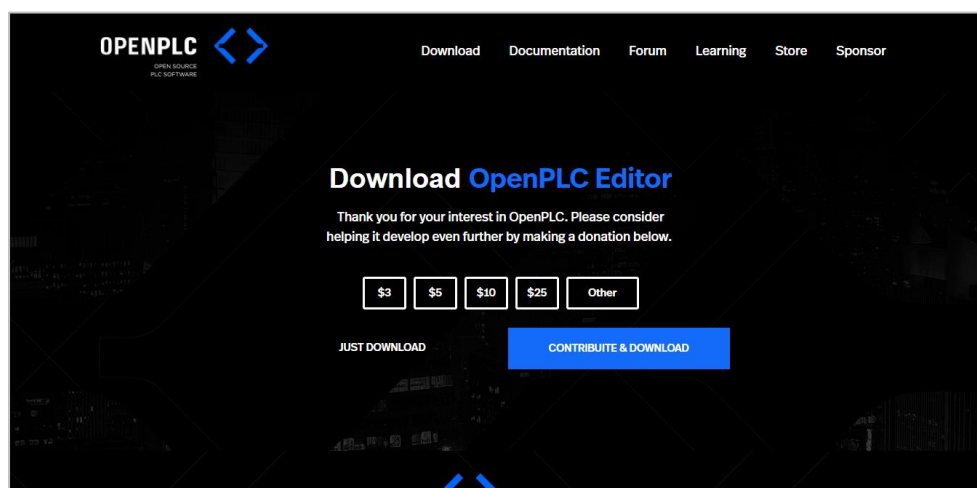 OPENPLC
OPEN SOURCE
PLC SOFTWARE
Download Documentation Forum Learning Store Sponsor
Download OpenPLC Editor
Thank you for your interest in OpenPLC. Please consider
helping it develop even further by making a donation below.
$3 $5 $10 $25 Other
JUST DOWNLOAD CONTRIBUITE & DOWNLOAD